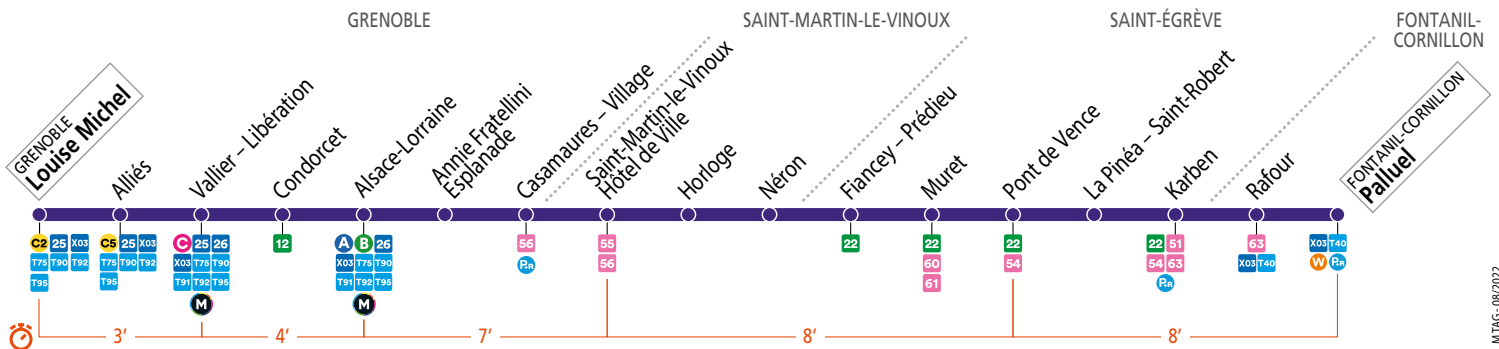 GRENOBLE
SAINT-MARTIN-LE-VINOUX
SAINT-ÉGRÈVE
FONTANIL-
CORNILLON
GRENOBLE
Louise Michel
Alliés
Vallier – Libération
Condorcet
Alsace-Lorraine
Annie Fratellini
Esplanade
Casamaures – Village
Saint-Martin-le-Vinoux
Hôtel de Ville
Horloge
Néron
Fiancey – Prédieu
Muret
Pont de Vence
La Pinéa – Saint-Robert
Karben
Rafour
FONTANIL-CORNILLON
Palluel
C2 25 X03
T75 T90 T92
T95
C5 25 X03
T75 T90 T92
T95
C 25 26
X03 T75 T90
T91 T92 T95
M
12
A B 26
X03 T75 T90
T91 T92 T95
M
56
P+R
55
56
22
22
60
61
22
54
22 51
54 63
P+R
63
X03 T40
X03 T40
W P+R
3’
4’
7’
8’
8’
M TAG - 08/2022